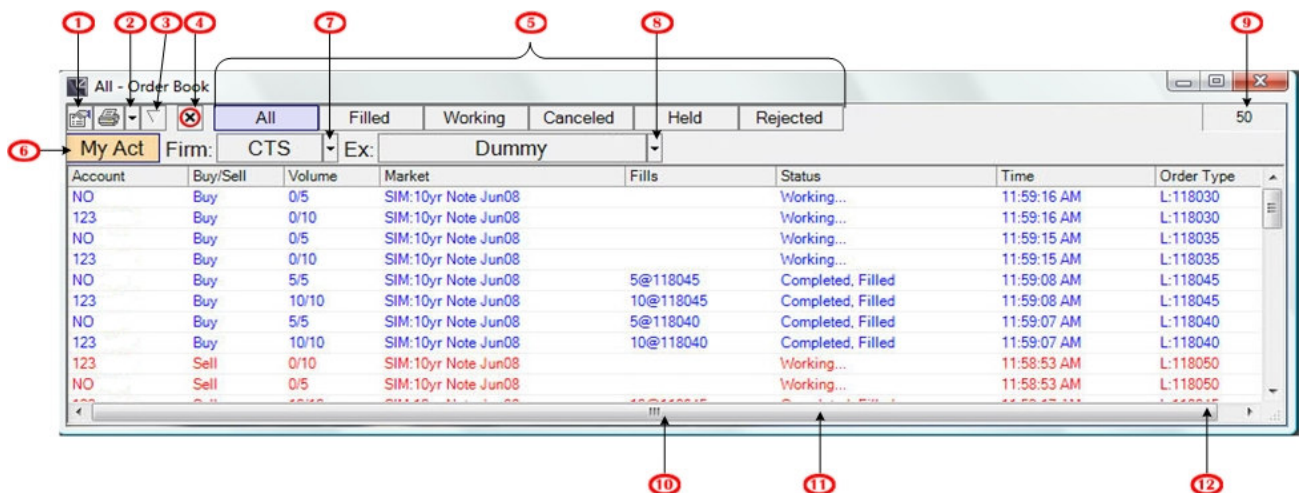 1 2 3 4 7 5 8 9
All - Order Book
All Filled Working Canceled Held Rejected 50
6 My Act Firm: CTS Ex: Dummy
Account Buy/Sell Volume Market Fills Status Time Order Type
NO Buy 0/5 SIM:10yr Note Jun08 Working... 11:59:16 AM L:118030
123 Buy 0/10 SIM:10yr Note Jun08 Working... 11:59:16 AM L:118030
NO Buy 0/5 SIM:10yr Note Jun08 Working... 11:59:15 AM L:118035
123 Buy 0/10 SIM:10yr Note Jun08 Working... 11:59:15 AM L:118035
NO Buy 5/5 SIM:10yr Note Jun08 5@118045 Completed, Filled 11:59:08 AM L:118045
123 Buy 10/10 SIM:10yr Note Jun08 10@118045 Completed, Filled 11:59:08 AM L:118045
NO Buy 5/5 SIM:10yr Note Jun08 5@118040 Completed, Filled 11:59:07 AM L:118040
123 Buy 10/10 SIM:10yr Note Jun08 10@118040 Completed, Filled 11:59:07 AM L:118040
123 Sell 0/10 SIM:10yr Note Jun08 Working... 11:58:53 AM L:118050
NO Sell 0/5 SIM:10yr Note Jun08 Working... 11:58:53 AM L:118050
10 11 12